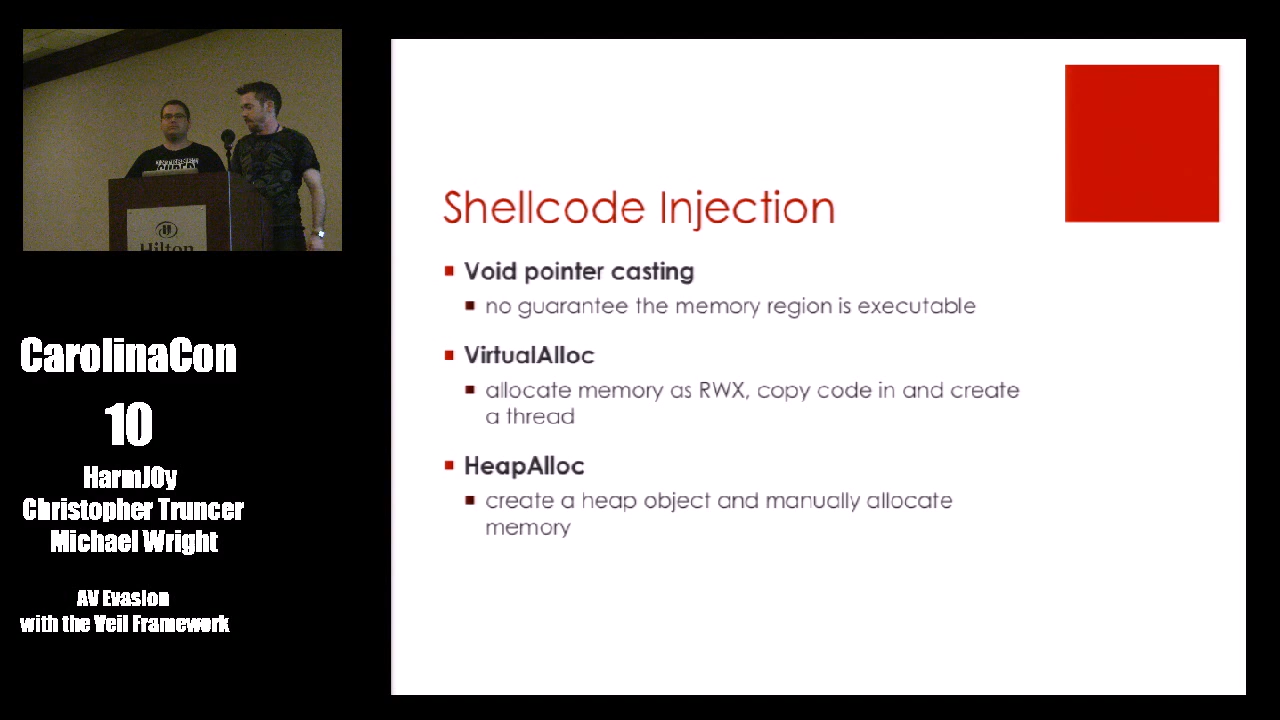 Hilton
CarolinaCon
10
HarmJ0y
Christopher Truncer
Michael Wright
AV Evasion
with the Veil Framework
Shellcode Injection
Void pointer casting
no guarantee the memory region is executable
VirtualAlloc
allocate memory as RWX, copy code in and create
a thread
HeapAlloc
create a heap object and manually allocate
memory